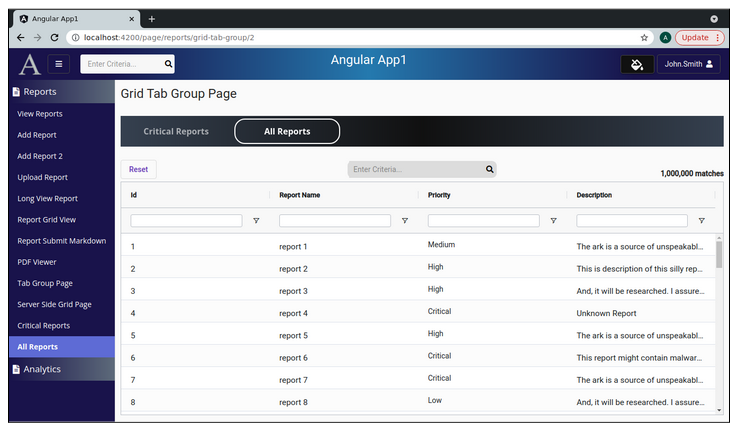 Angular App1
localhost:4200/page/reports/grid-tab-group/2
A
Update
A
Enter Criteria...
Angular App1
John.Smith
Reports
View Reports
Add Report
Add Report 2
Upload Report
Long View Report
Report Grid View
Report Submit Markdown
PDF Viewer
Tab Group Page
Server Side Grid Page
Critical Reports
All Reports
Analytics
Grid Tab Group Page
Critical Reports All Reports
Reset
Enter Criteria...
1,000,000 matches
Id Report Name Priority Description
1 report 1 Medium The ark is a source of unspeakabl...
2 report 2 High This is description of this silly rep...
3 report 3 High And, it will be researched. I assure...
4 report 4 Critical Unknown Report
5 report 5 High The ark is a source of unspeakabl...
6 report 6 Critical This report might contain malwar...
7 report 7 Critical The ark is a source of unspeakabl...
8 report 8 Low And, it will be researched. I assure...